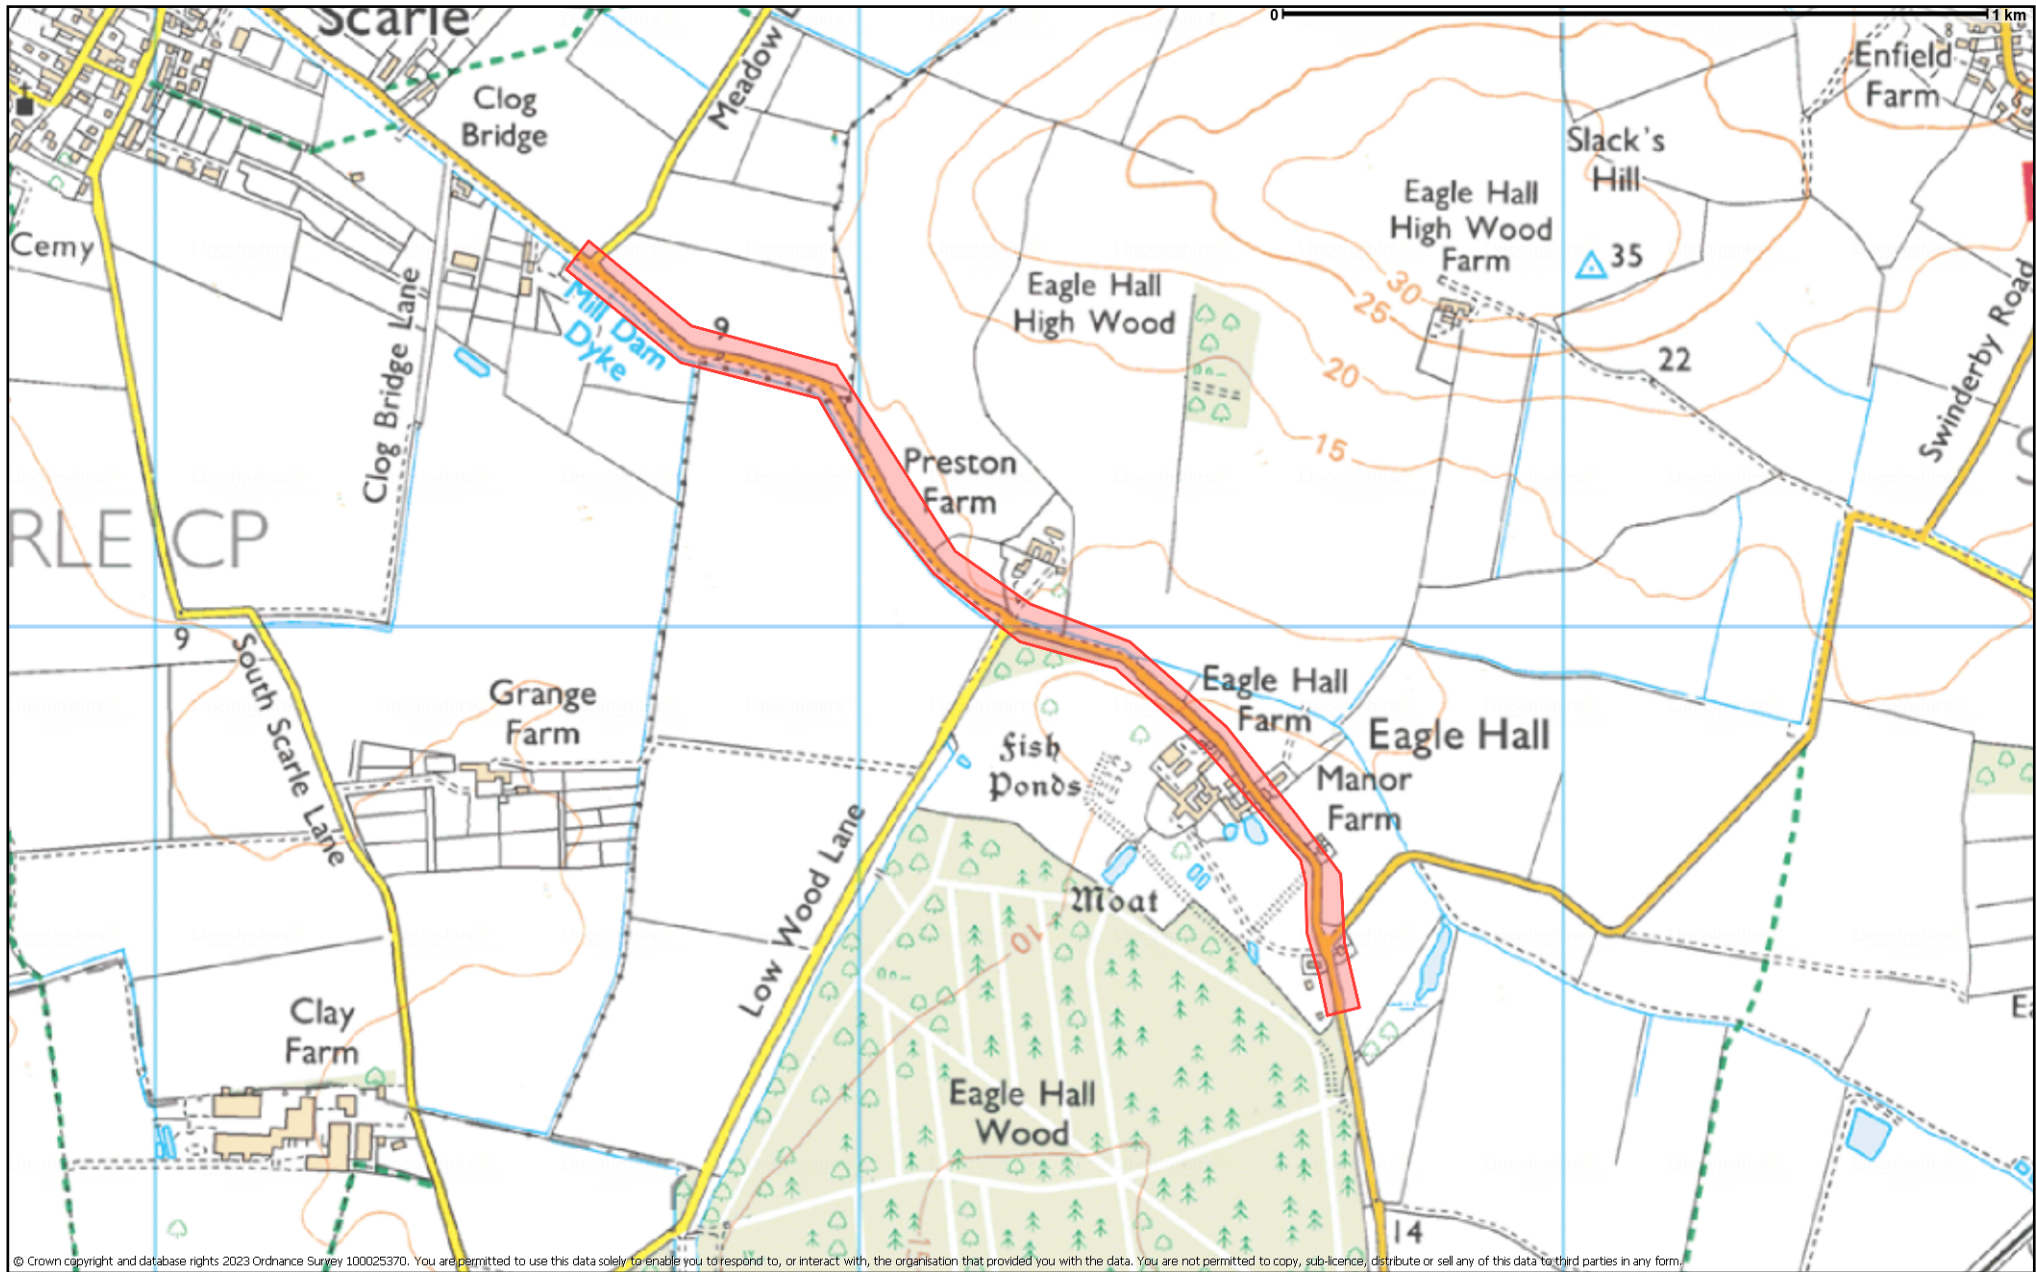 Scarle
0 1 km
Enfield
Farm
Meadow
Clog
Bridge
Slack's
Hill
Eagle Hall
High Wood
Farm
35
Cemy
Eagle Hall
High Wood
30
25
20
15
22
Swinderby Road
Mill Dam
Dyke
9
Clog Bridge Lane
Preston
Farm
RLE CP
9
South Scarle Lane
Grange
Farm
Eagle Hall
Farm
Eagle Hall
Fish
Ponds
Manor
Farm
Low Wood Lane
Moat
10
Clay
Farm
Eagle Hall
Wood
15
14
© Crown copyright and database rights 2023 Ordnance Survey 100025370. You are permitted to use this data solely to enable you to respond to, or interact with, the organisation that provided you with the data. You are not permitted to copy, sub-licence, distribute or sell any of this data to third parties in any form.